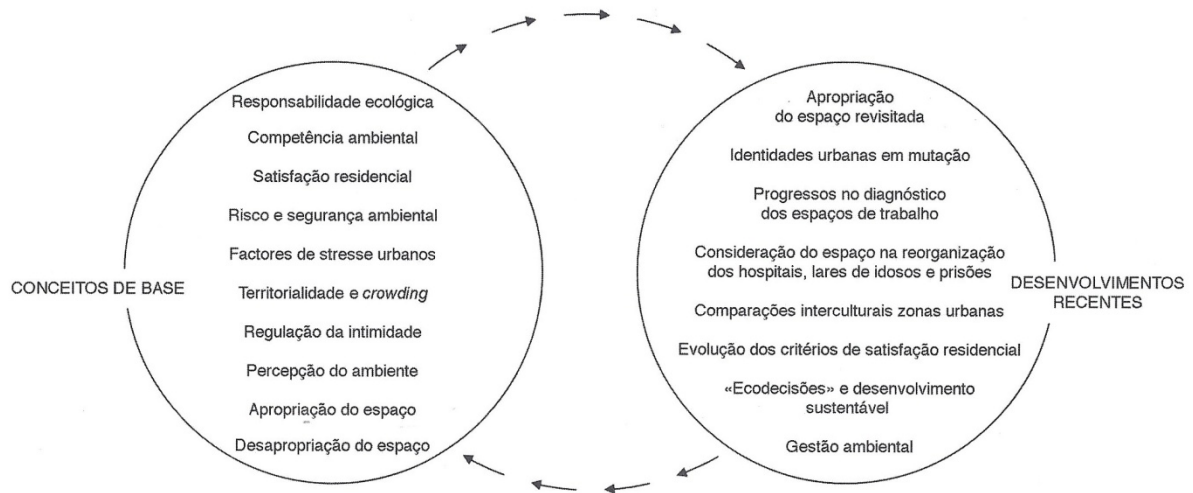 CONCEITOS DE BASE
Responsabilidade ecológica
Competência ambiental
Satisfação residencial
Risco e segurança ambiental
Factores de stresse urbanos
Territorialidade e crowding
Regulação da intimidade
Percepção do ambiente
Apropriação do espaço
Desapropriação do espaço
Apropriação
do espaço revisitada
Identidades urbanas em mutação
Progressos no diagnóstico
dos espaços de trabalho
Consideração do espaço na reorganização
dos hospitais, lares de idosos e prisões
Comparações interculturais zonas urbanas
Evolução dos critérios de satisfação residencial
«Ecodecisões» e desenvolvimento
sustentável
Gestão ambiental
DESENVOLVIMENTOS
RECENTES